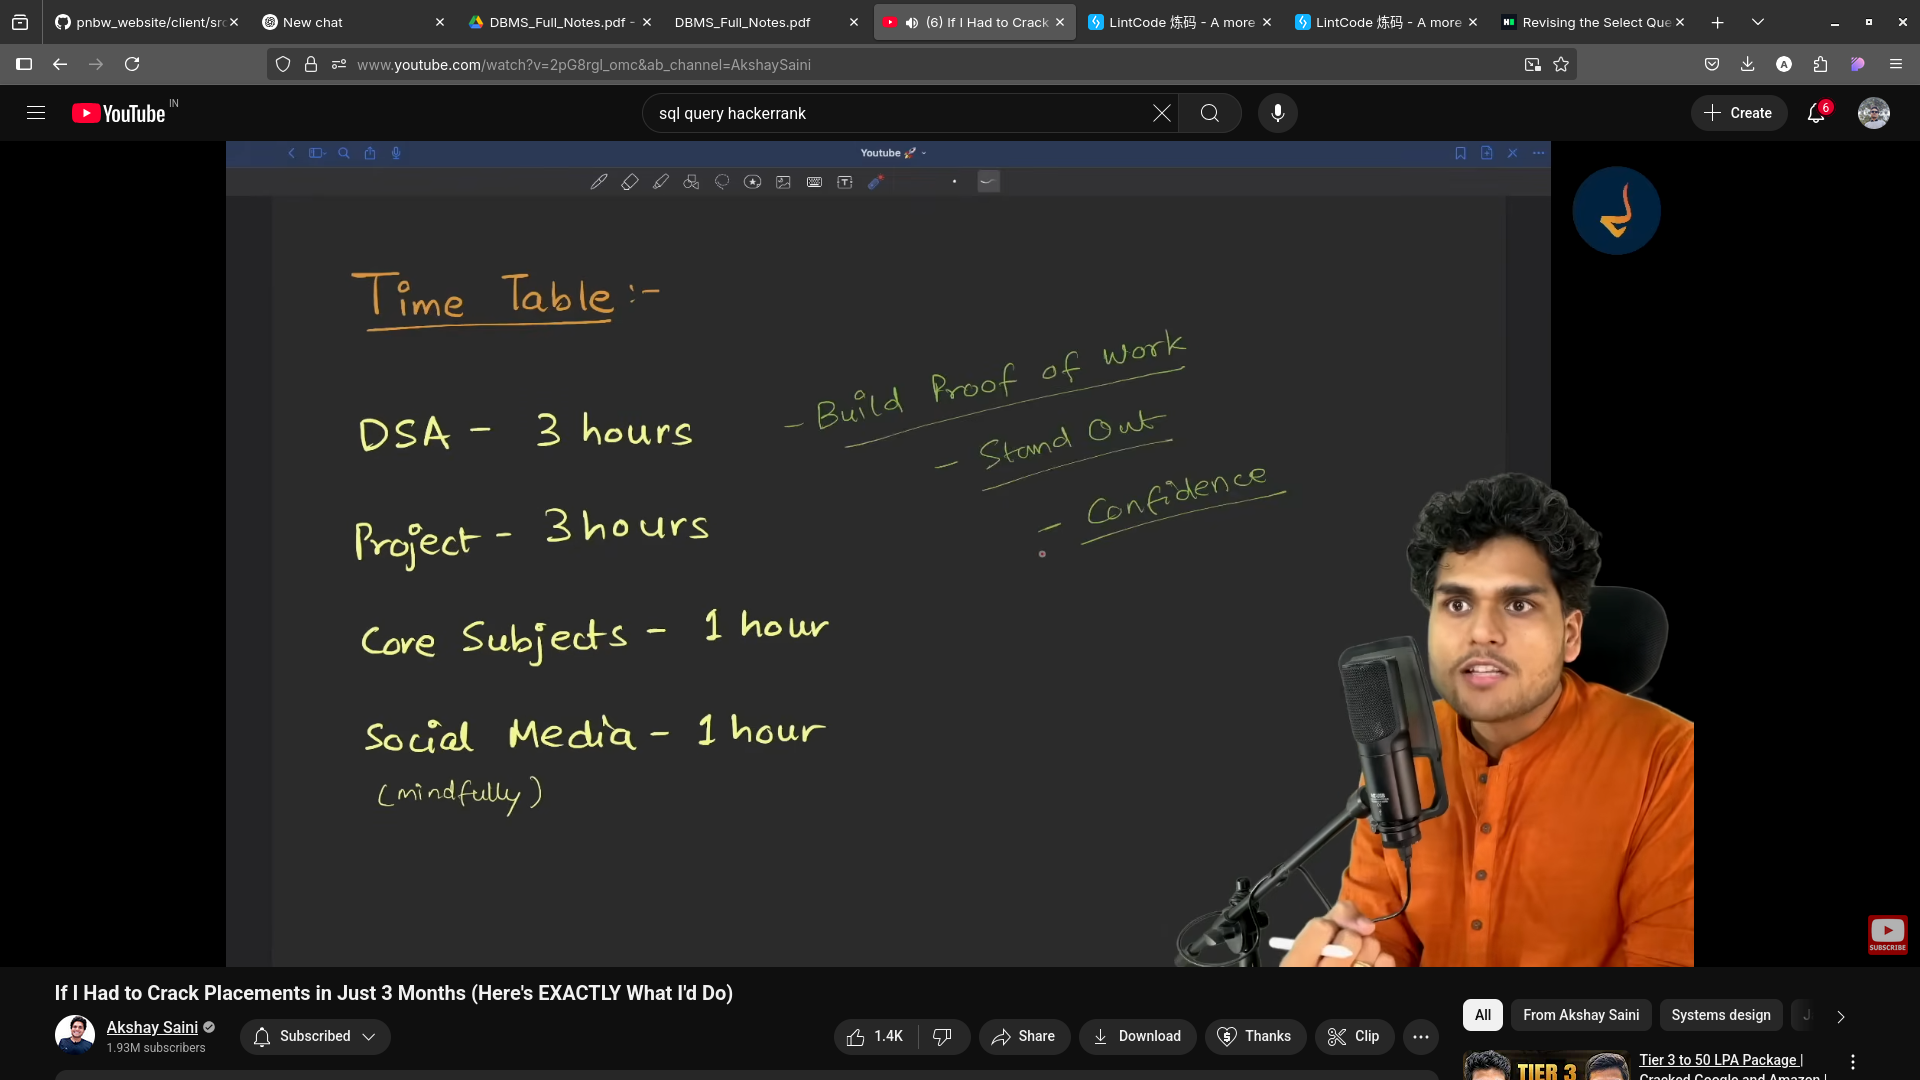 pnbw_website/client/src
New chat
DBMS_Full_Notes.pdf -
DBMS_Full_Notes.pdf
(6) If I Had to Crack
LintCode 炼码 - A more
LintCode 炼码 - A more
Revising the Select Que
www.youtube.com/watch?v=2pG8rgl_omc&ab_channel=AkshaySaini
YouTube IN
sql query hackerrank
Create
6
Youtube 🚀
Time Table :-
- Build Proof of Work
DSA - 3 hours
- Stand Out
- Confidence
Project - 3 hours
Core Subjects - 1 hour
Social Media - 1 hour
(mindfully)
SUBSCRIBE
If I Had to Crack Placements in Just 3 Months (Here's EXACTLY What I'd Do)
Akshay Saini
1.93M subscribers
Subscribed
1.4K
Share
Download
Thanks
Clip
All
From Akshay Saini
Systems design
TIER 3
Tier 3 to 50 LPA Package |
Cracked Google and Amazon |